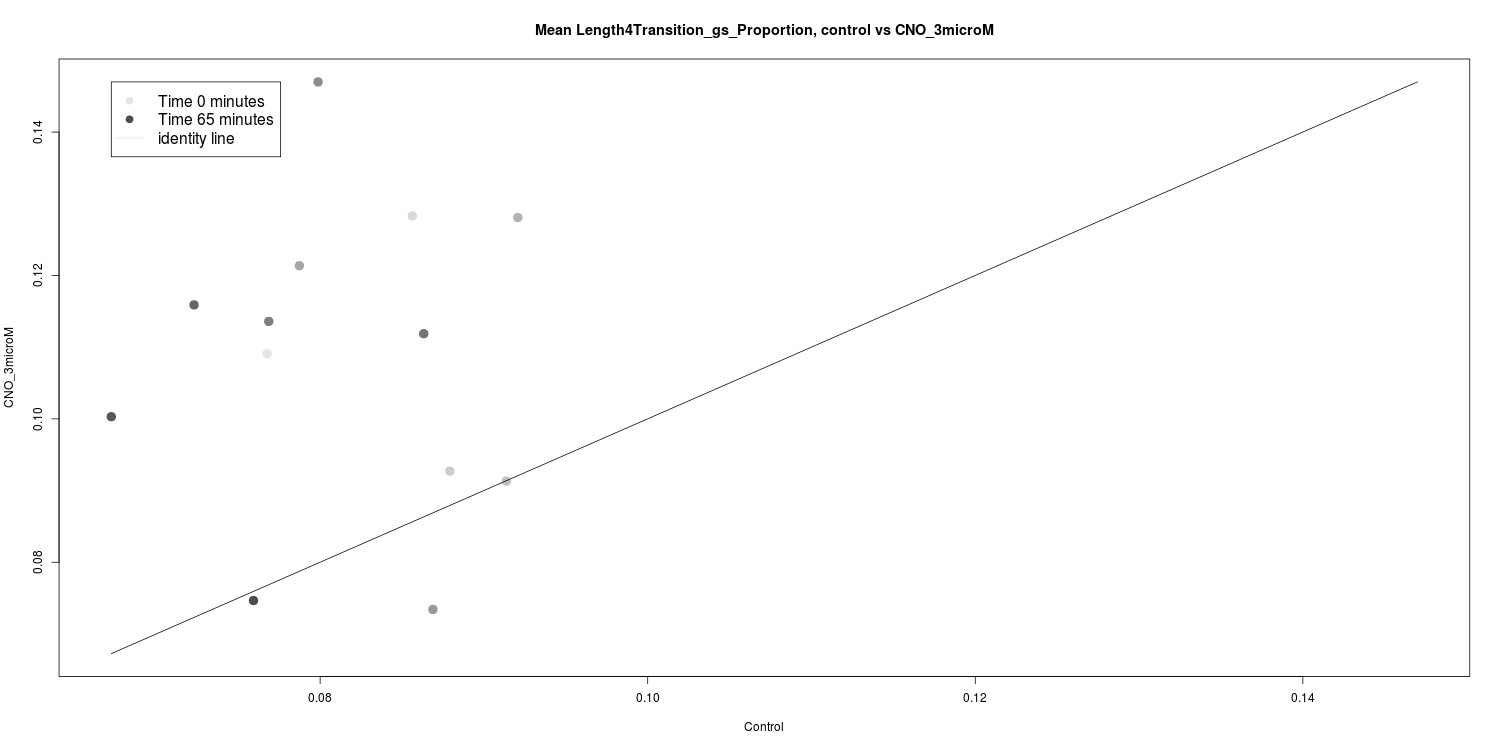 Mean Length4Transition_gs_Proportion, control vs CNO_3microM
Time 0 minutes
Time 65 minutes
identity line
0.14
0.12
0.10
0.08
CNO_3microM
0.08 0.10 0.12 0.14
Control